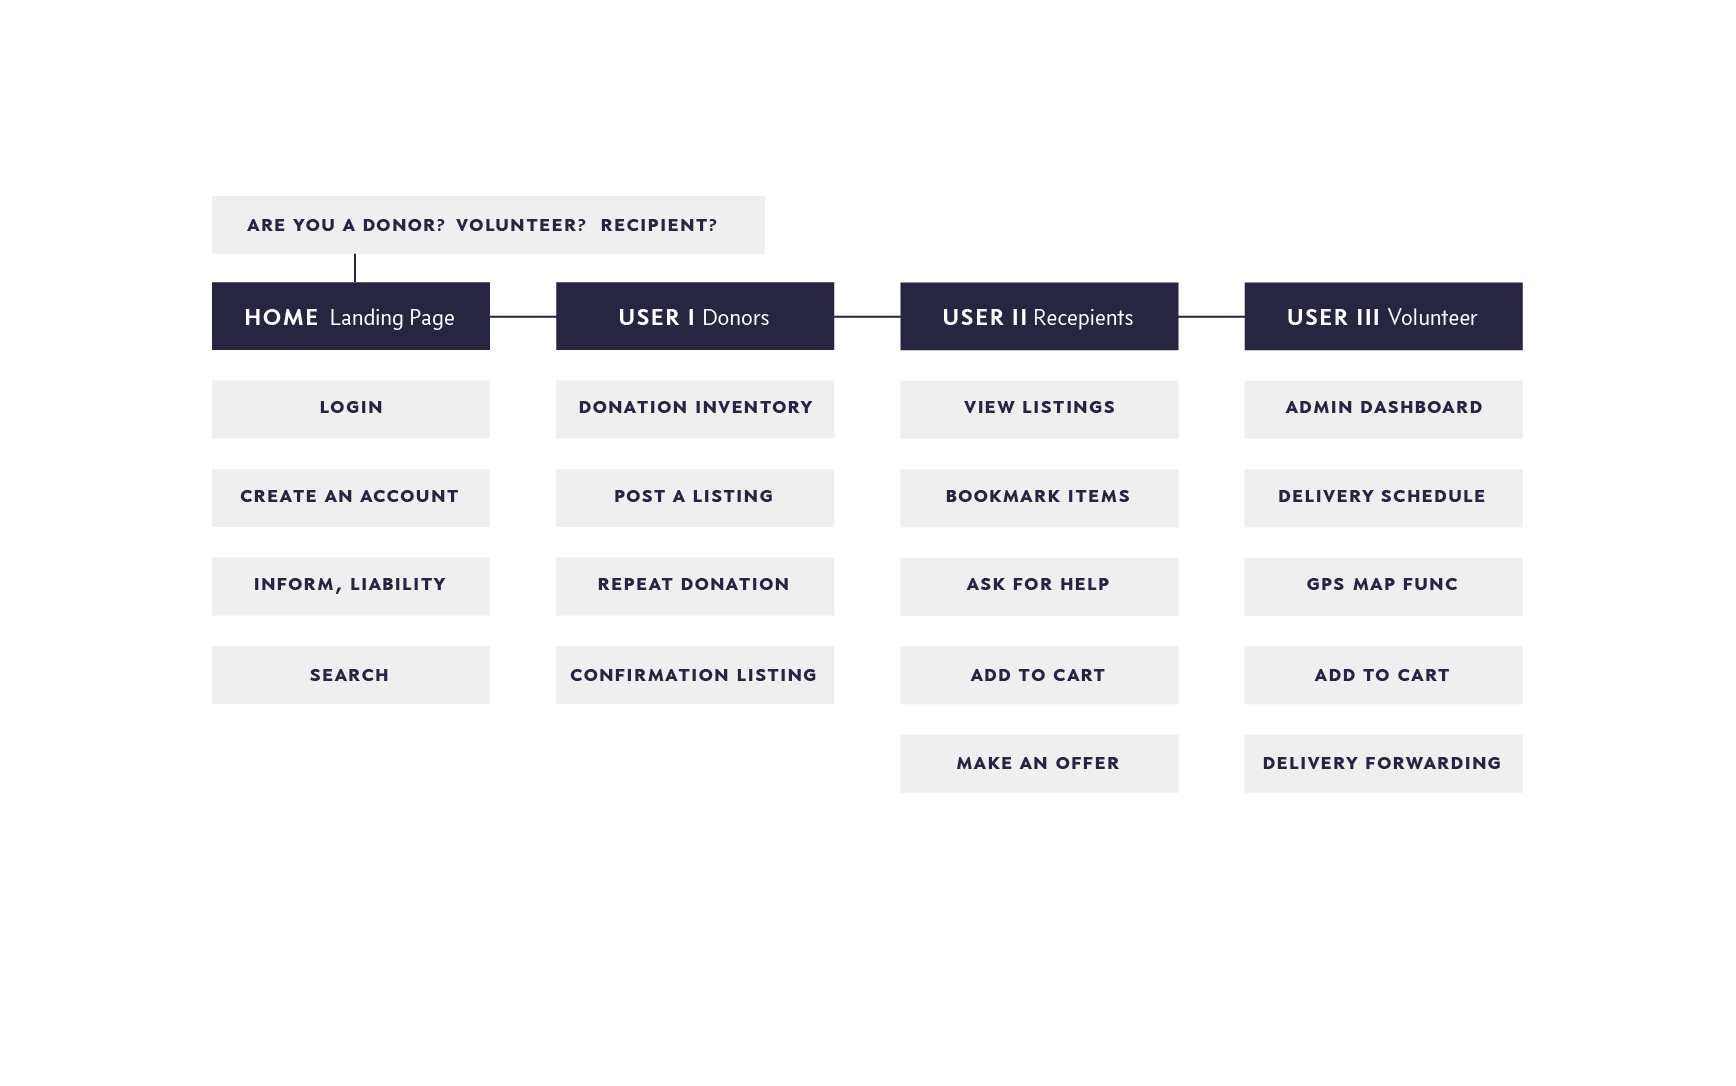 ARE YOU A DONOR? VOLUNTEER? RECIPIENT?
HOME Landing Page
LOGIN
CREATE AN ACCOUNT
INFORM, LIABILITY
SEARCH
USER I Donors
DONATION INVENTORY
POST A LISTING
REPEAT DONATION
CONFIRMATION LISTING
USER II Recepients
VIEW LISTINGS
BOOKMARK ITEMS
ASK FOR HELP
ADD TO CART
MAKE AN OFFER
USER III Volunteer
ADMIN DASHBOARD
DELIVERY SCHEDULE
GPS MAP FUNC
ADD TO CART
DELIVERY FORWARDING